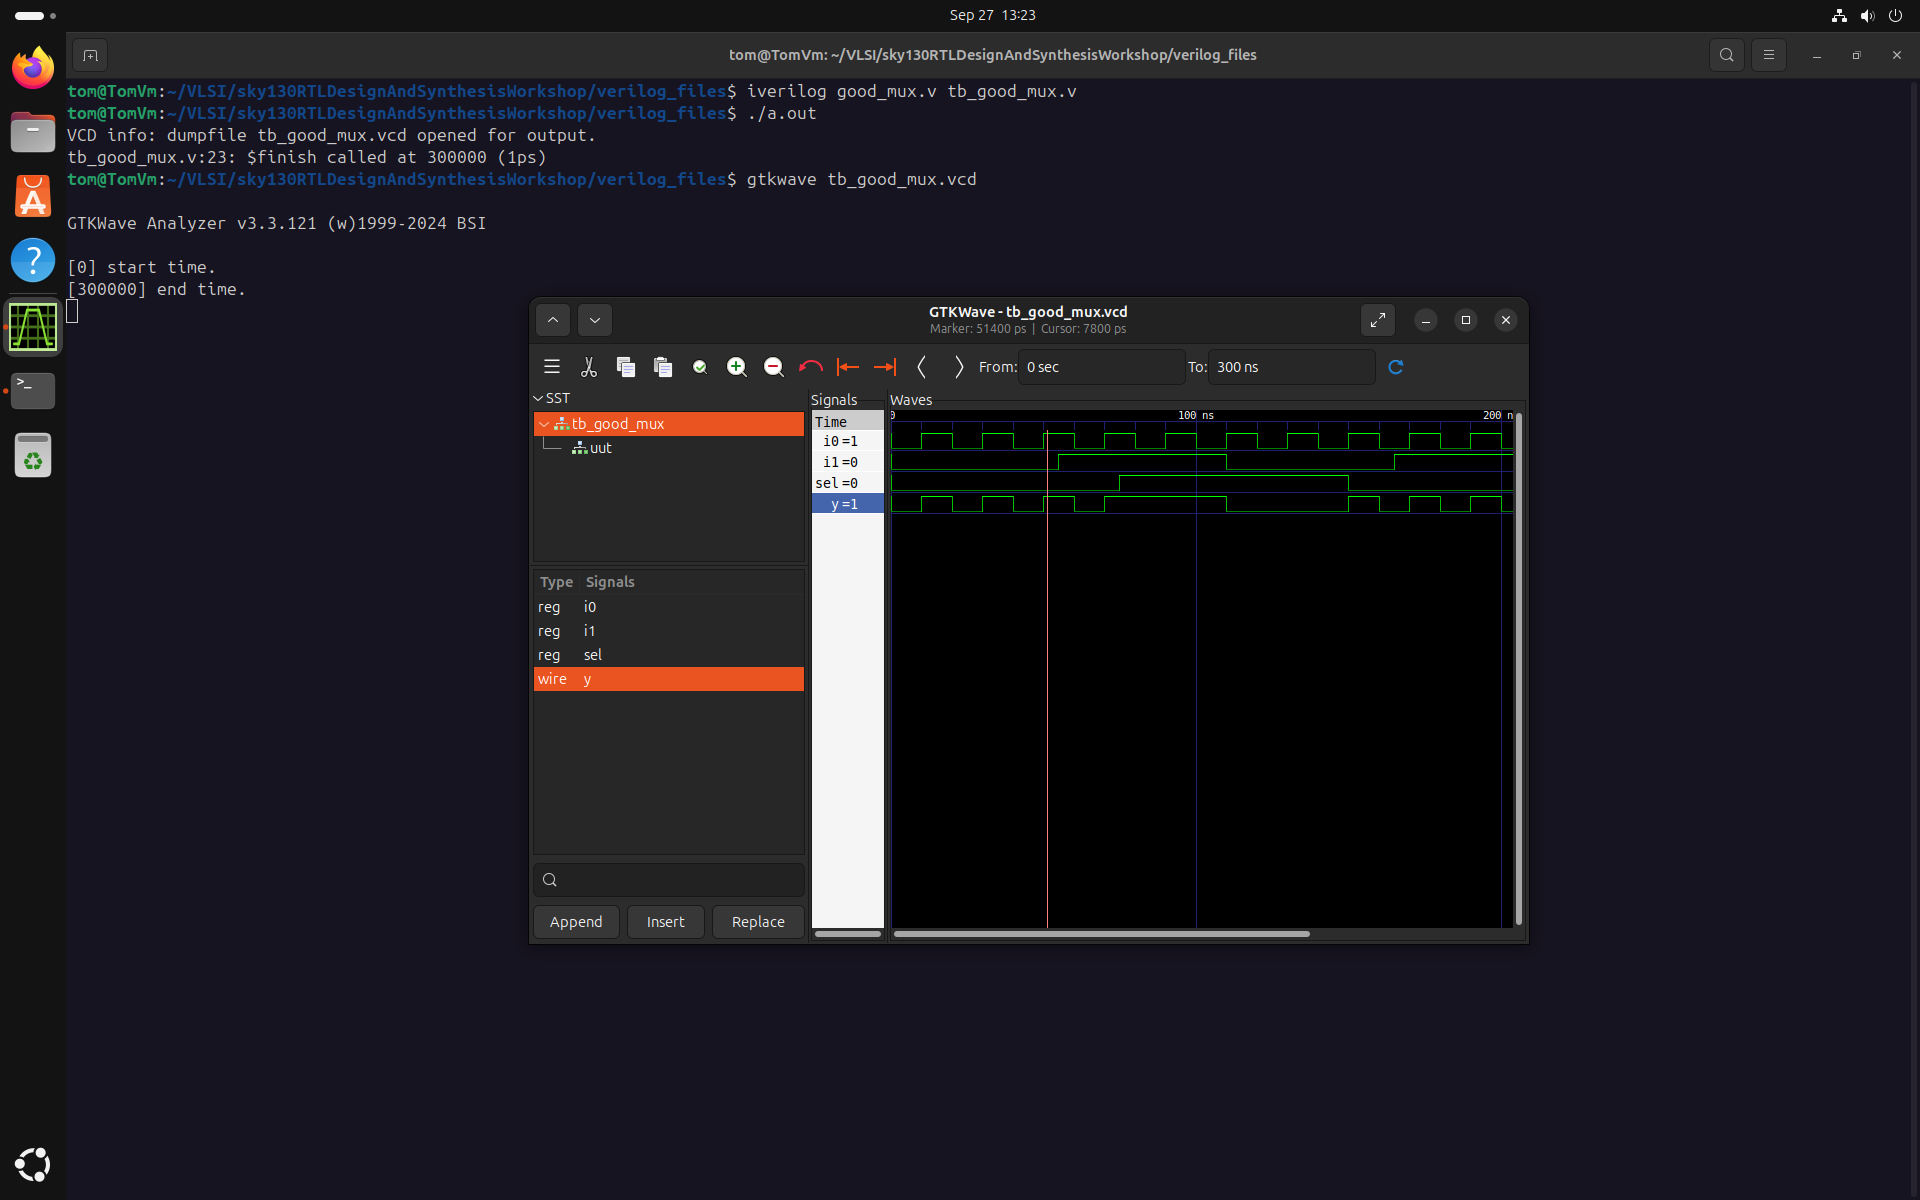 Sep 27 13:23
tom@TomVm: ~/VLSI/sky130RTLDesignAndSynthesisWorkshop/verilog_files
tom@TomVm:~/VLSI/sky130RTLDesignAndSynthesisWorkshop/verilog_files$ iverilog good_mux.v tb_good_mux.v
tom@TomVm:~/VLSI/sky130RTLDesignAndSynthesisWorkshop/verilog_files$ ./a.out
VCD info: dumpfile tb_good_mux.vcd opened for output.
tb_good_mux.v:23: $finish called at 300000 (1ps)
tom@TomVm:~/VLSI/sky130RTLDesignAndSynthesisWorkshop/verilog_files$ gtkwave tb_good_mux.vcd
GTKWave Analyzer v3.3.121 (w)1999-2024 BSI
[0] start time.
[300000] end time.
GTKWave - tb_good_mux.vcd
Marker: 51400 ps | Cursor: 7800 ps
From: 0 sec To: 300 ns
SST
tb_good_mux
uut
Type Signals
reg i0
reg i1
reg sel
wire y
Append Insert Replace
Signals
Time
i0 =1
i1 =0
sel =0
y =1
Waves
0 100 ns 200 n